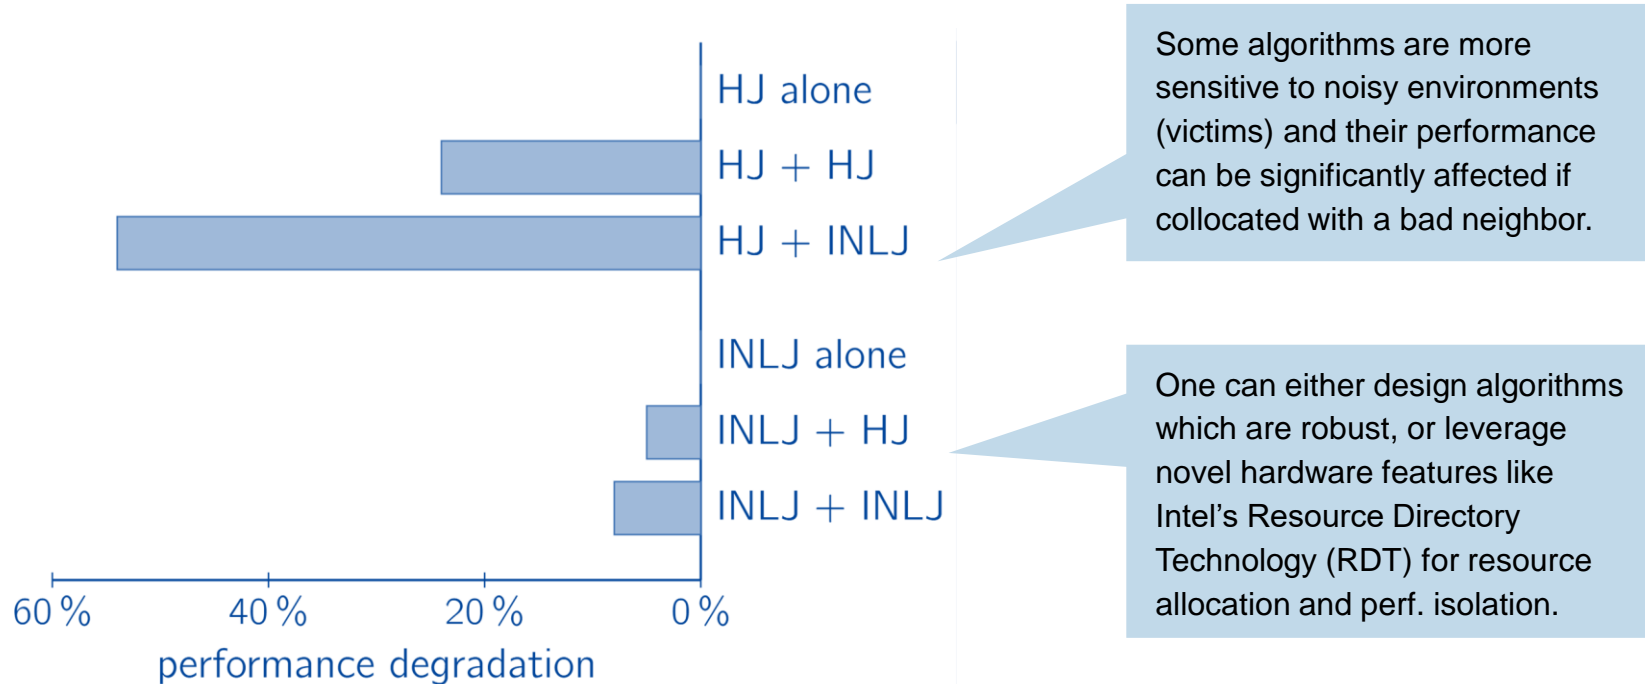 HJ alone
HJ + HJ
HJ + INLJ
INLJ alone
INLJ + HJ
INLJ + INLJ
60 % 40 % 20 % 0 %
performance degradation
Some algorithms are more
sensitive to noisy environments
(victims) and their performance
can be significantly affected if
collocated with a bad neighbor.
One can either design algorithms
which are robust, or leverage
novel hardware features like
Intel’s Resource Directory
Technology (RDT) for resource
allocation and perf. isolation.